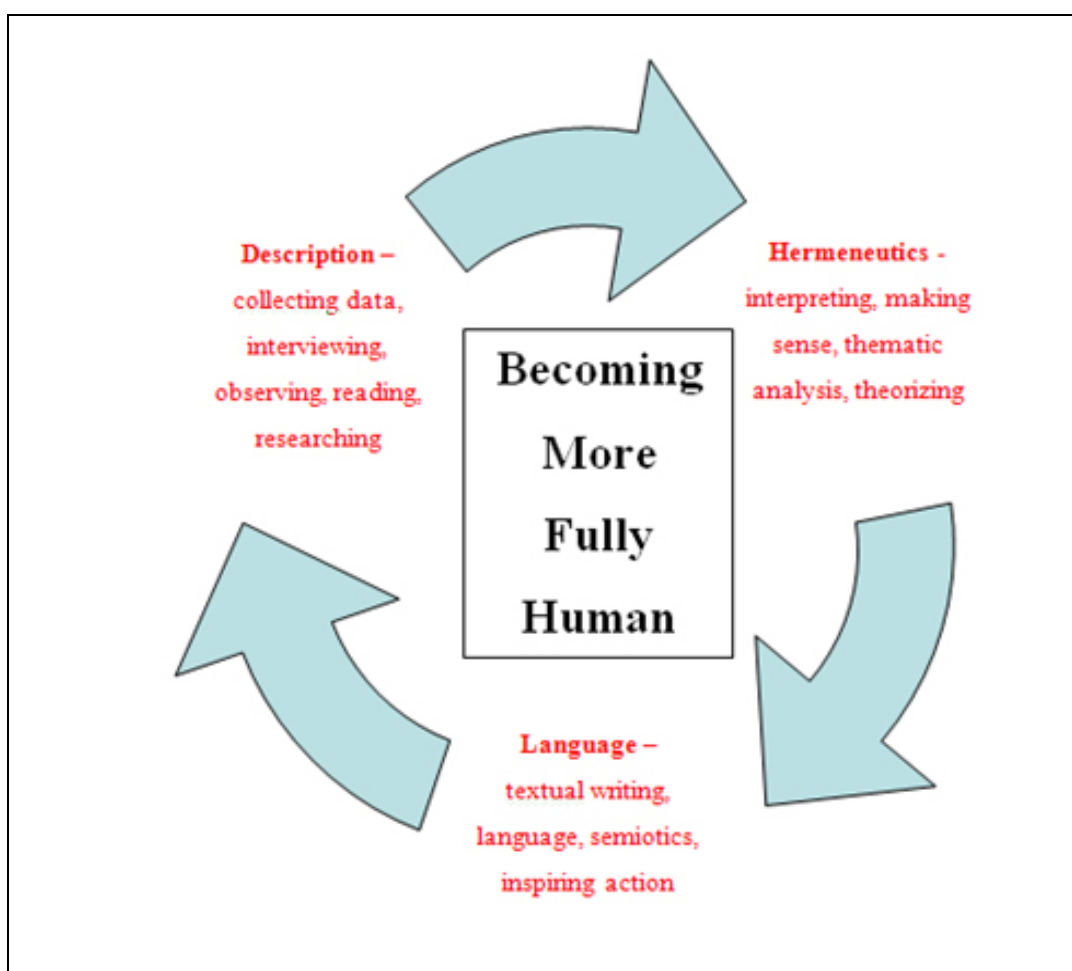 Description –
collecting data,
interviewing,
observing, reading,
researching
Hermeneutics -
interpreting, making
sense, thematic
analysis, theorizing
Becoming
More
Fully
Human
Language –
textual writing,
language, semiotics,
inspiring action